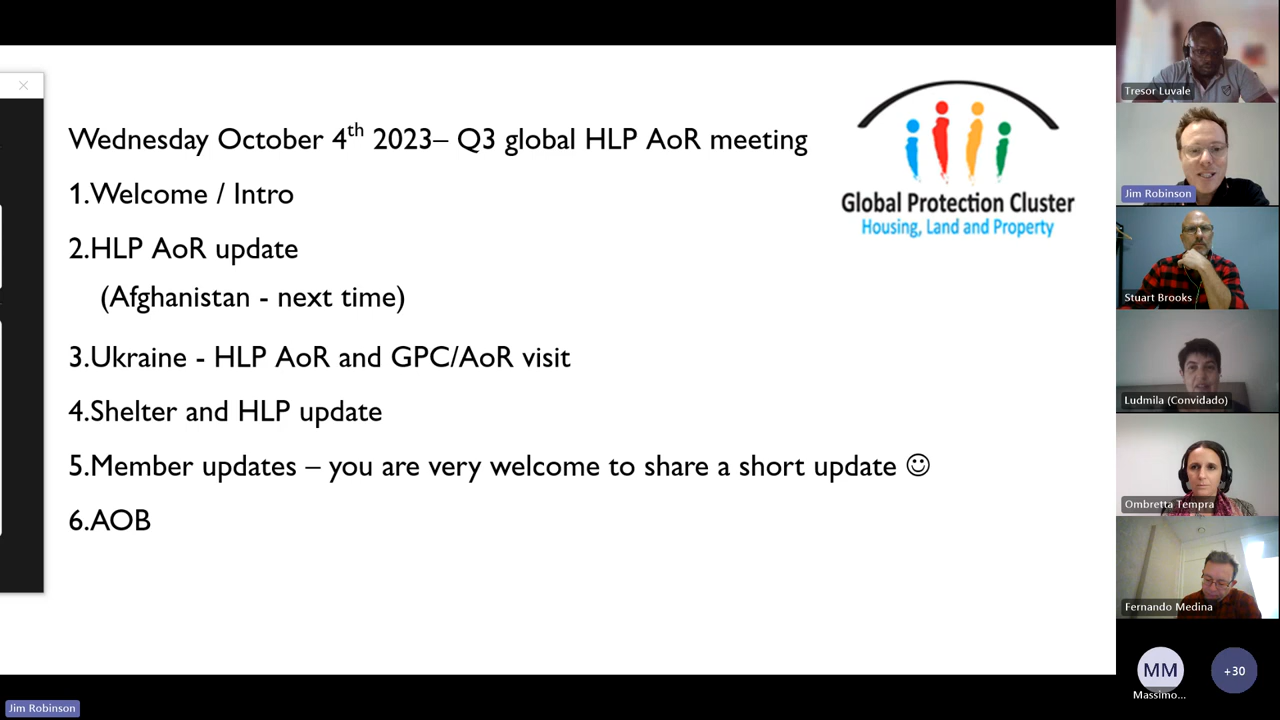 Wednesday October 4th 2023– Q3 global HLP AoR meeting
1.Welcome / Intro
2.HLP AoR update
(Afghanistan - next time)
3.Ukraine - HLP AoR and GPC/AoR visit
4.Shelter and HLP update
5.Member updates – you are very welcome to share a short update ☺
6.AOB
Global Protection Cluster
Housing, Land and Property
Tresor Luvale
Jim Robinson
Stuart Brooks
Ludmila (Convidado)
Ombretta Tempra
Fernando Medina
MM
+30
Massimo...
Jim Robinson